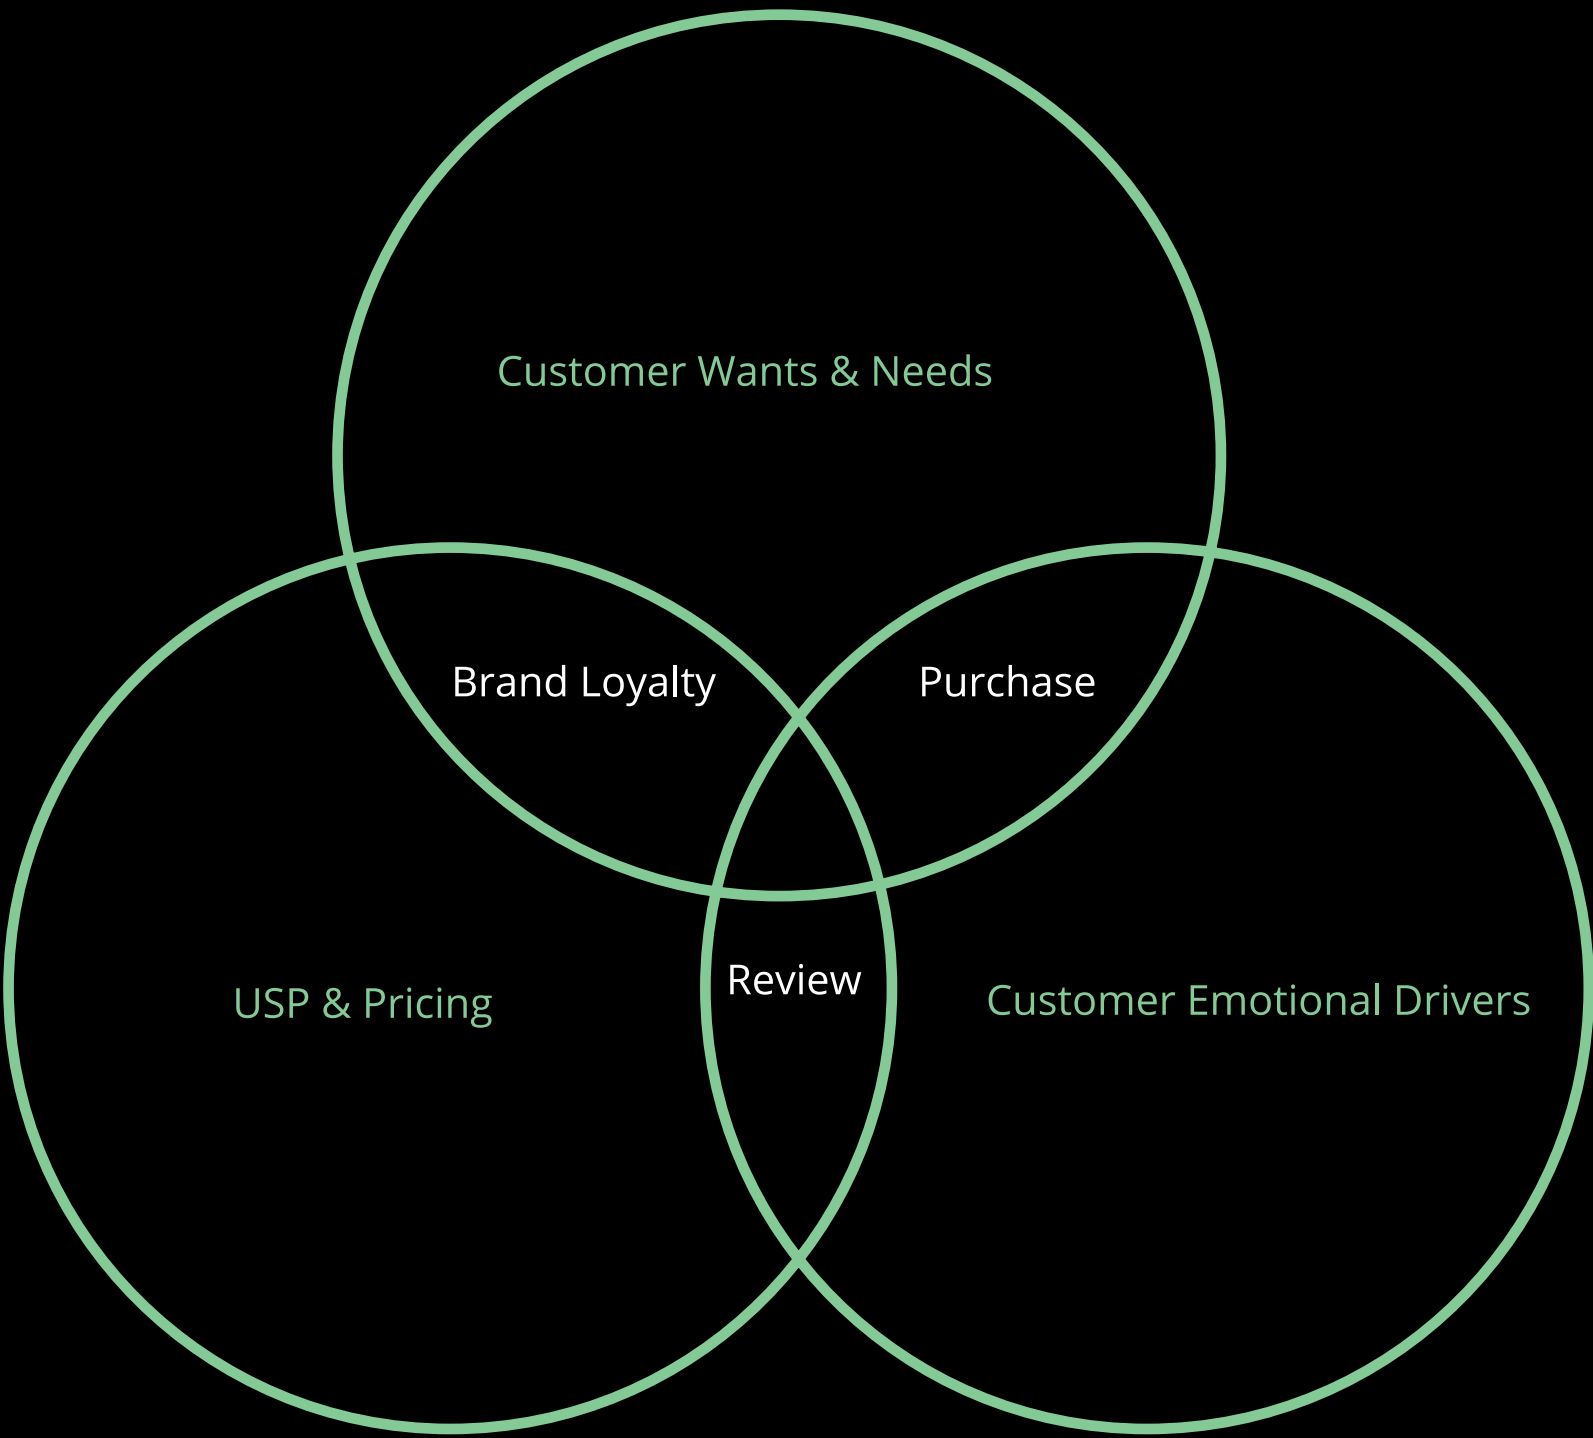 Customer Wants & Needs
Brand Loyalty
Purchase
Review
USP & Pricing
Customer Emotional Drivers